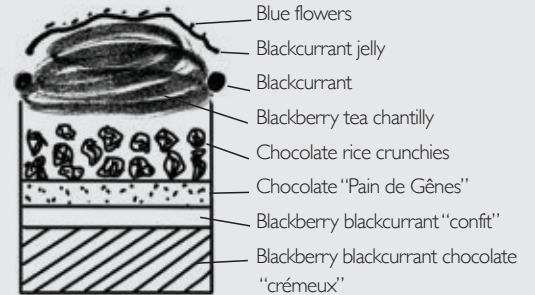 Blue flowers
Blackcurrant jelly
Blackcurrant
Blackberry tea chantilly
Chocolate rice crunchies
Chocolate “Pain de Gênes”
Blackberry blackcurrant “confit”
Blackberry blackcurrant chocolate
“crémeux”